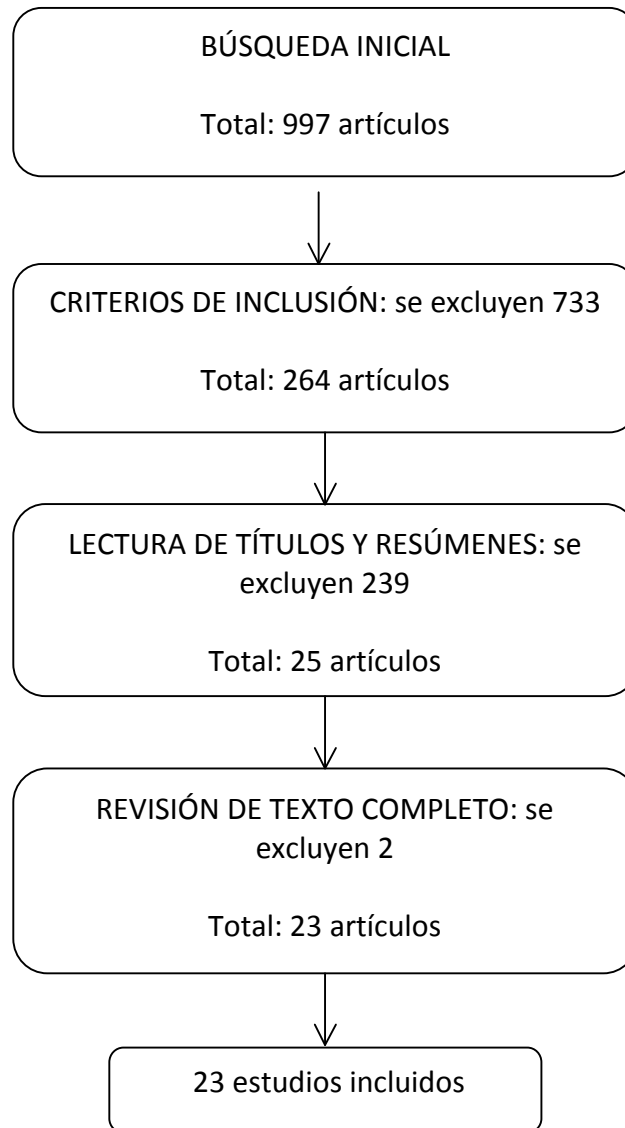 BÚSQUEDA INICIAL
Total: 997 artículos
CRITERIOS DE INCLUSIÓN: se excluyen 733
Total: 264 artículos
LECTURA DE TÍTULOS Y RESÚMENES: se
excluyen 239
Total: 25 artículos
REVISIÓN DE TEXTO COMPLETO: se
excluyen 2
Total: 23 artículos
23 estudios incluidos